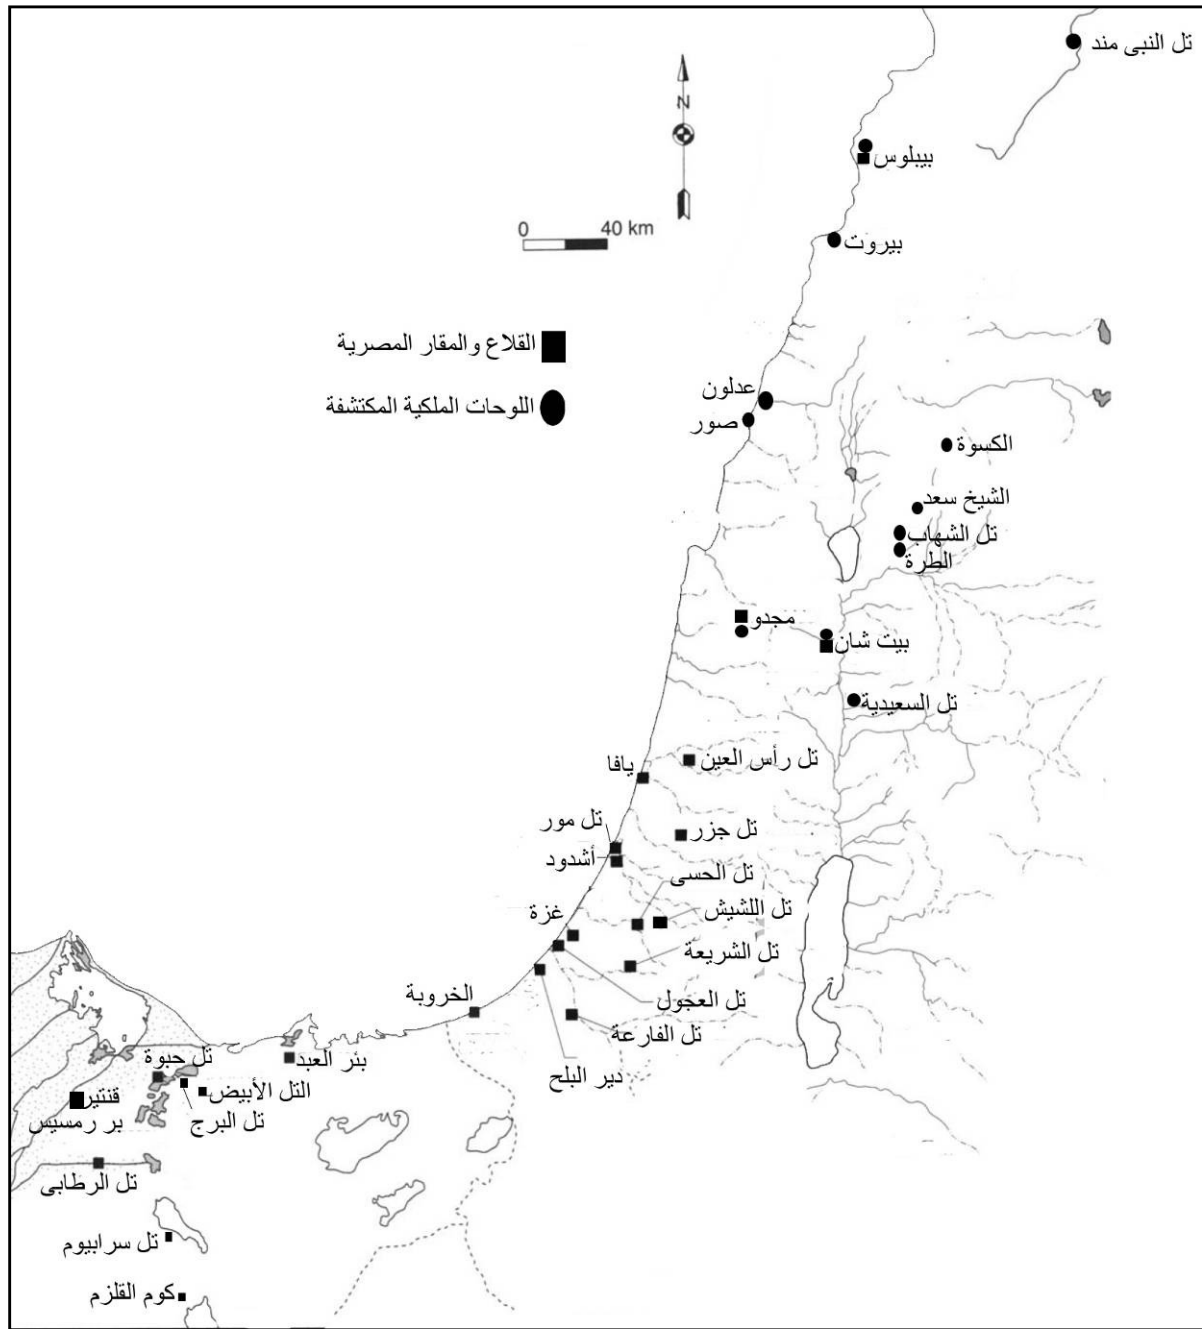 تل النبى مند
N
بيبلوس
0 40 km
بيروت
القلاع والمقار المصرية
عدلون
اللوحات الملكية المكتشفة
صور
الكسوة
الشيخ سعد
تل الشهاب
الطرة
مجدو
بيت شان
تل السعيدية
تل رأس العين
يافا
تل مور
تل جزر
أشدود
تل الحسى
تل اللشيش
غزة
تل الشريعة
الخروبة
تل العجول
تل الفارعة
تل حبوة
بئر العبد
دير البلح
قنتير
التل الأبيض
بر رمسيس
تل البرج
تل الرطابى
تل سرابيوم
كوم القلزم